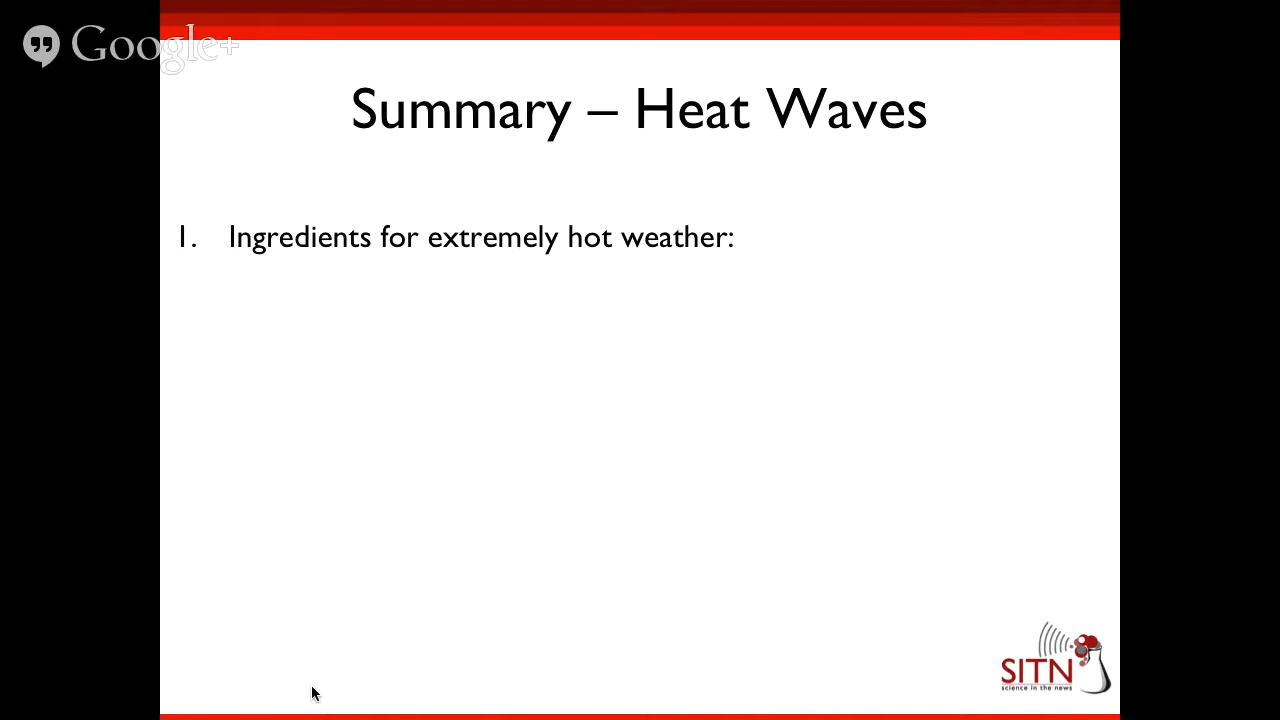 Google+
Summary – Heat Waves
1. Ingredients for extremely hot weather:
SITN
science in the news